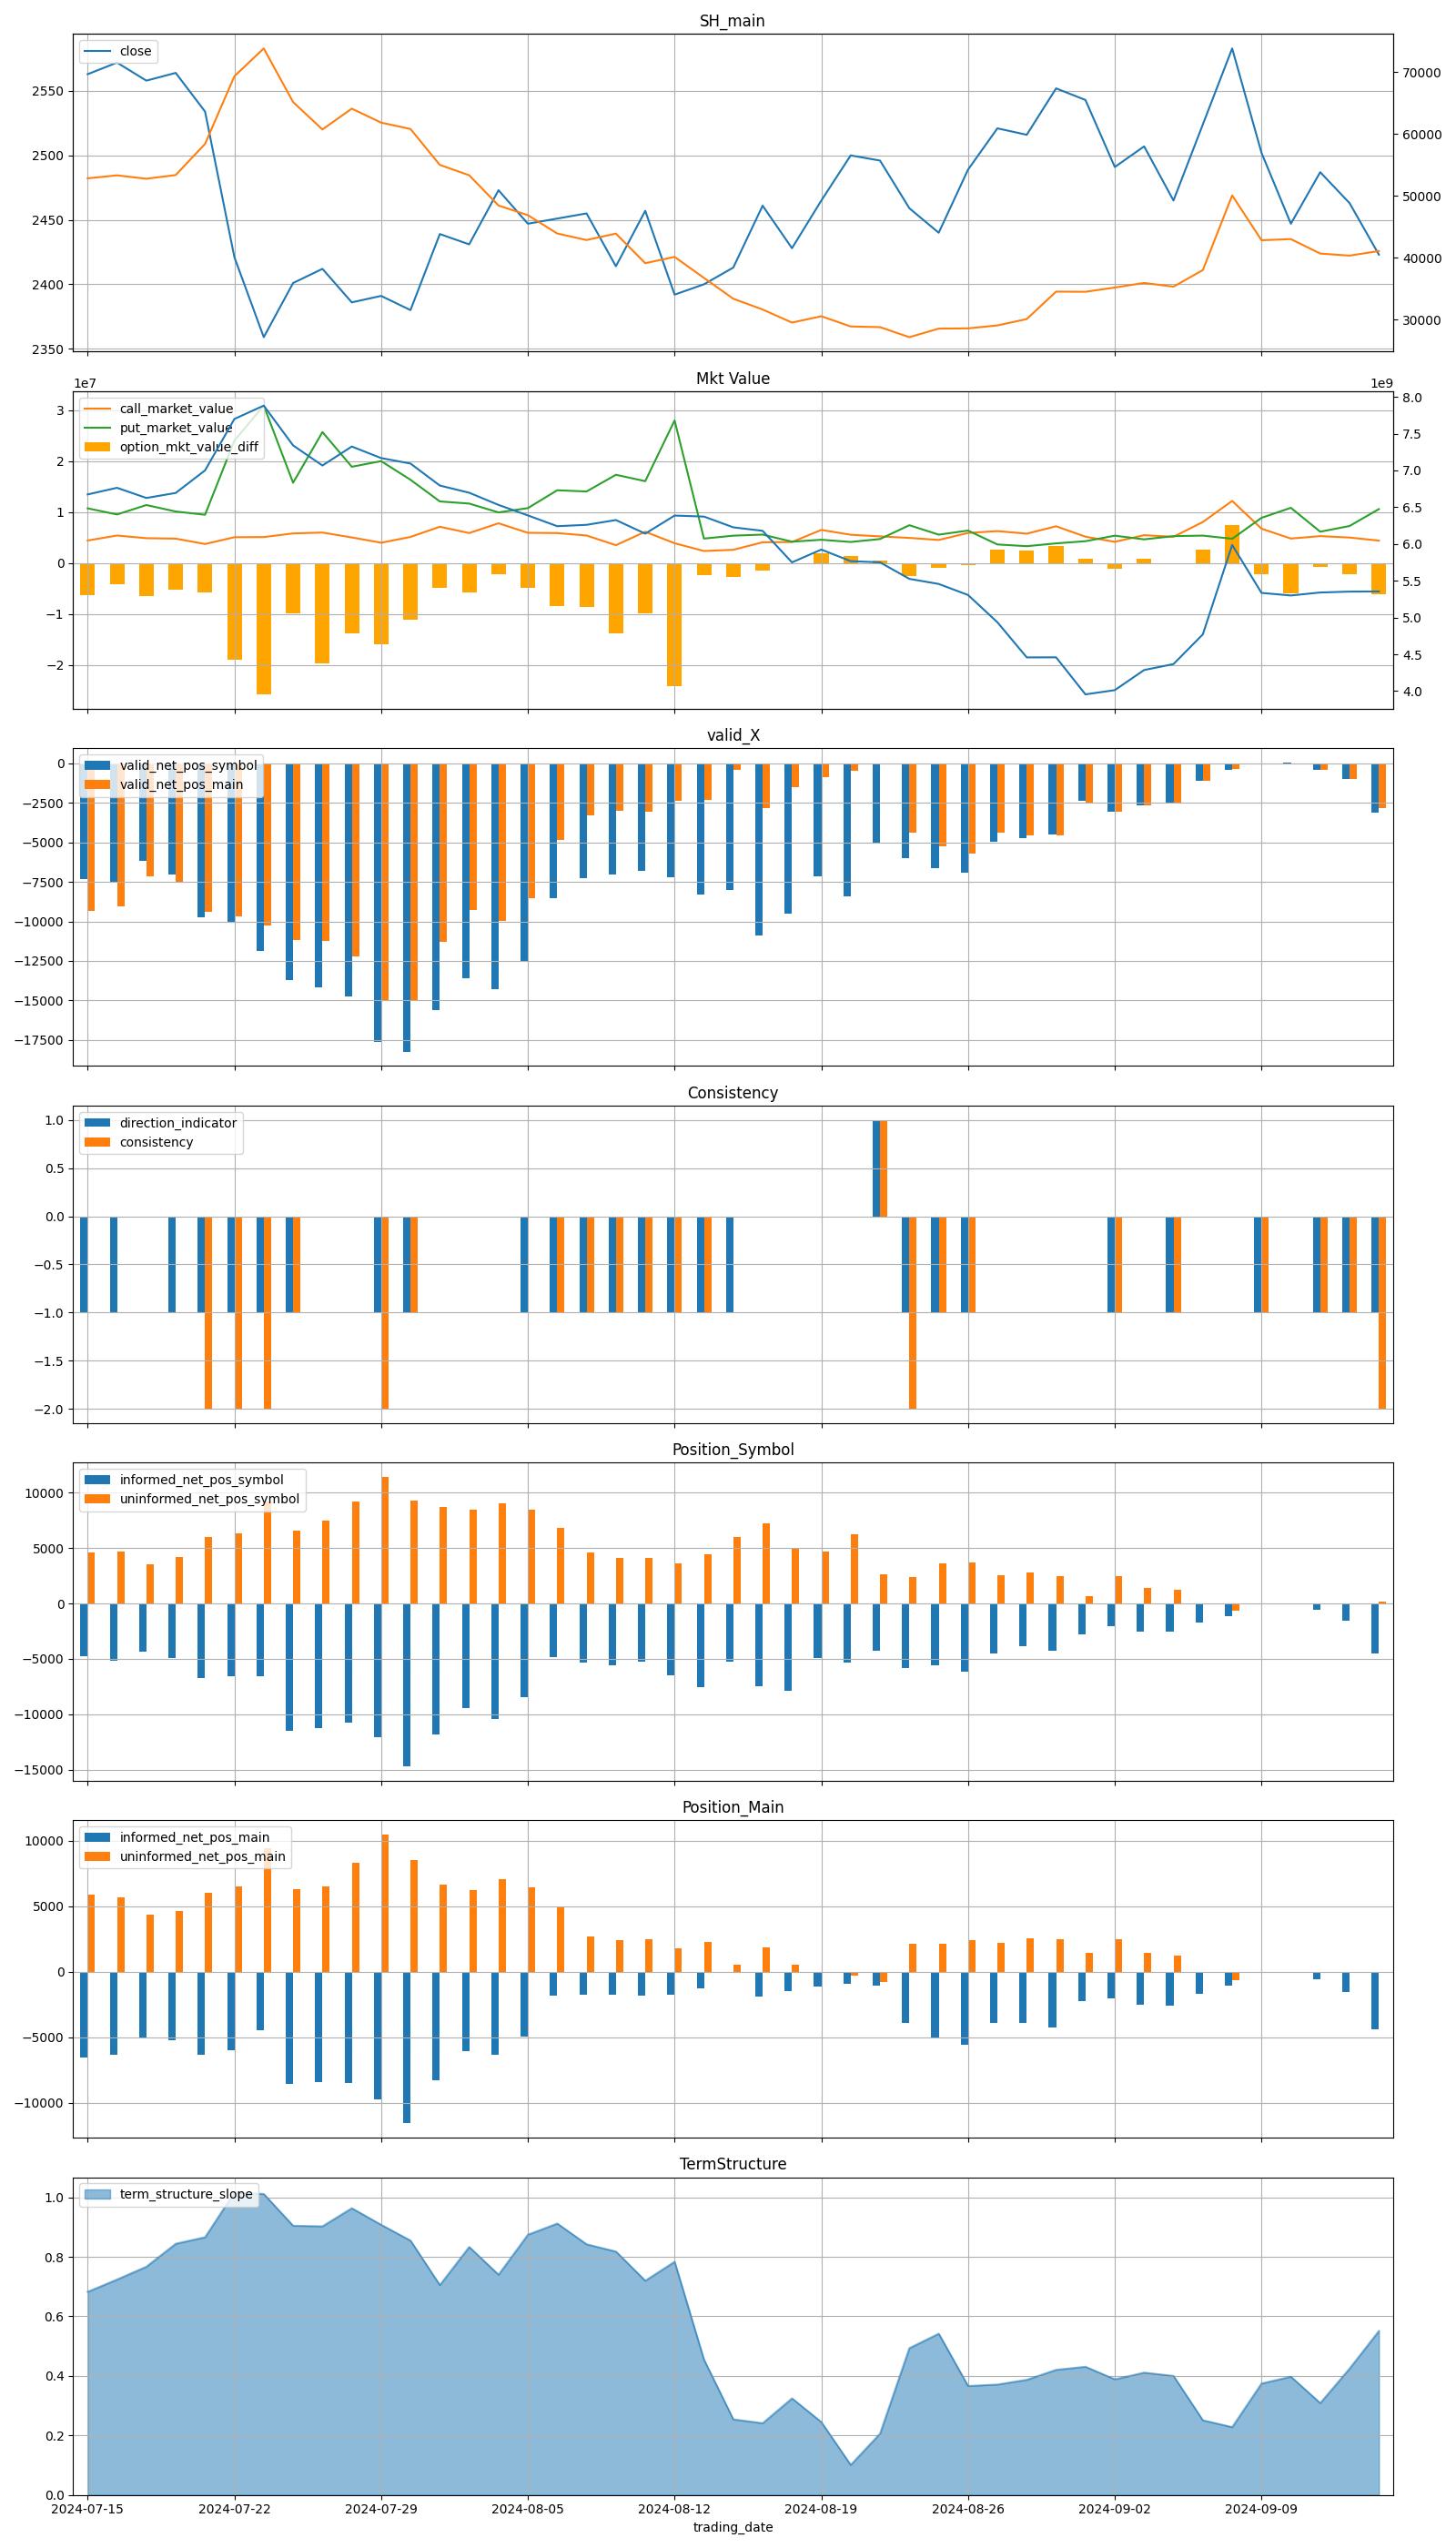 SH_main
close
2550
2500
2450
2400
2350
70000
60000
50000
40000
30000
Mkt Value
1e7
1e9
call_market_value
put_market_value
option_mkt_value_diff
3
2
1
0
−1
−2
8.0
7.5
7.0
6.5
6.0
5.5
5.0
4.5
4.0
valid_X
valid_net_pos_symbol
valid_net_pos_main
0
−2500
−5000
−7500
−10000
−12500
−15000
−17500
Consistency
direction_indicator
consistency
1.0
0.5
0.0
−0.5
−1.0
−1.5
−2.0
Position_Symbol
informed_net_pos_symbol
uninformed_net_pos_symbol
10000
5000
0
−5000
−10000
−15000
Position_Main
informed_net_pos_main
uninformed_net_pos_main
10000
5000
0
−5000
−10000
TermStructure
term_structure_slope
1.0
0.8
0.6
0.4
0.2
0.0
2024-07-15 2024-07-22 2024-07-29 2024-08-05 2024-08-12 2024-08-19 2024-08-26 2024-09-02 2024-09-09
trading_date